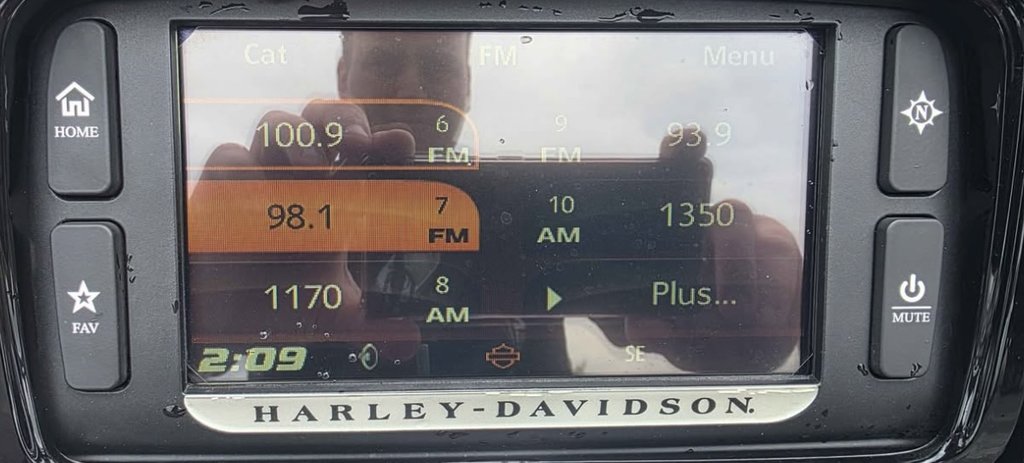 Cat FM Menu
HOME
N
100.9 6 FM 9 FM 93.9
98.1 7 FM 10 AM 1350
1170 8 AM Plus...
FAV
MUTE
2:09 SE
HARLEY-DAVIDSON